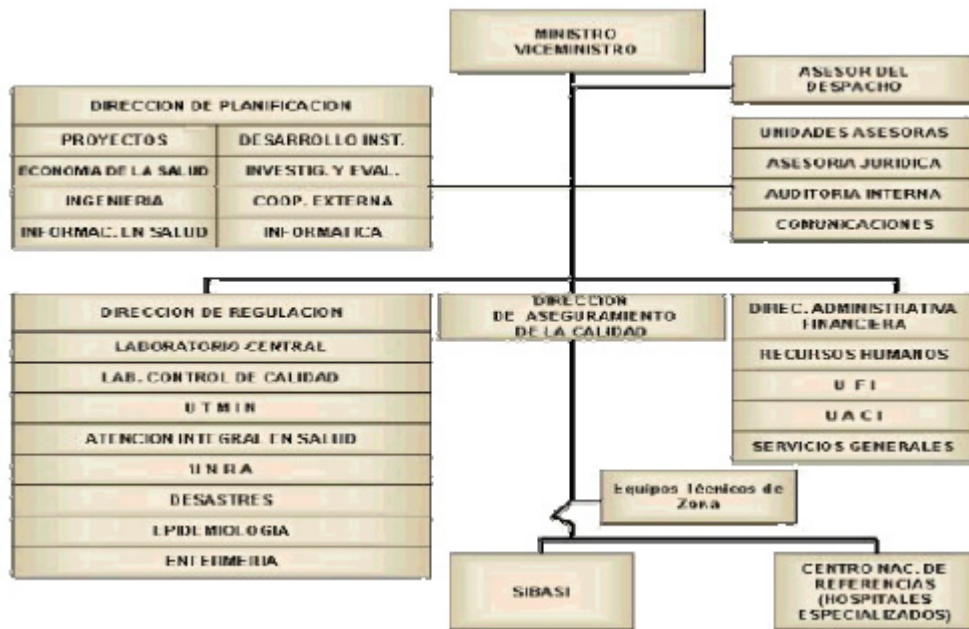 MINISTRO
VICEMINISTRO
ASESOR DEL
DESPACHO
DIRECCION DE PLANIFICACION
PROYECTOS
DESARROLLO INST.
ECONOMA DE LA SALUD
INVESTIG. Y EVAL.
INGENIERIA
COOP. EXTERNA
INFORMAC. EN SALUD
INFORMATICA
UNIDADES ASESORAS
ASESORIA JURIDICA
AUDITORIA INTERNA
COMUNICACIONES
DIRECCION DE REGULACION
LABORATORIO CENTRAL
LAB. CONTROL DE CALIDAD
U T M I N
ATENCION INTEGRAL EN SALUD
U N R A
DESASTRES
EPIDEMIOLOGIA
ENFERMERIA
DIRECCION
DE ASEGURAMIENTO
DE LA CALIDAD
DIREC. ADMINISTRATIVA
FINANCIERA
RECURSOS HUMANOS
U F I
U A C I
SERVICIOS GENERALES
Equipos Técnicos de
Zona
SIBASI
CENTRO NAC. DE
REFERENCIAS
(HOSPITALES
ESPECIALIZADOS)